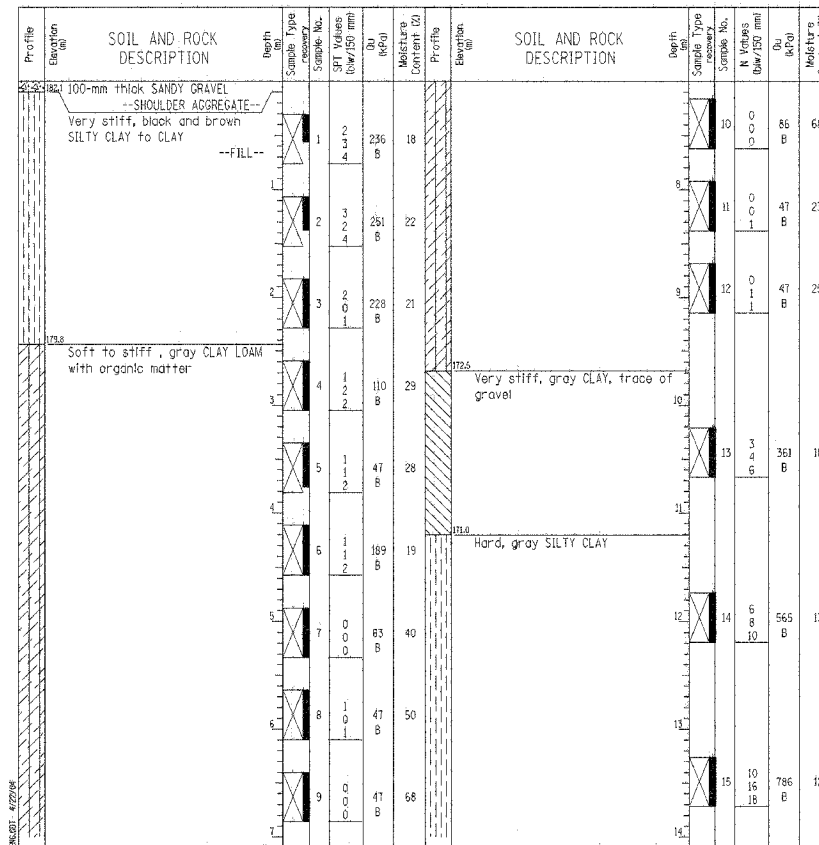 Profile
Elevation (m)
SOIL AND ROCK DESCRIPTION
Depth (m)
Sample Type recovery
Sample No.
SPT Values (blw/150 mm)
Qu (kPa)
Moisture Content (%)
182.1 100-mm thick SANDY GRAVEL
--SHOULDER AGGREGATE--
Very stiff, black and brown
SILTY CLAY to CLAY
--FILL--
1 2 3 4 236 B 18
1
2 3 2 4 251 B 22
2
3 2 0 1 228 B 21
179.8
Soft to stiff , gray CLAY LOAM
with organic matter
4 1 2 2 110 B 29
3
5 1 1 2 47 B 28
4
6 1 1 2 189 B 19
5
7 0 0 0 63 B 40
8 1 0 1 47 B 50
6
9 0 0 0 47 B 68
7
Profile
Elevation (m)
SOIL AND ROCK DESCRIPTION
Depth (m)
Sample Type recovery
Sample No.
N Values (blw/150 mm)
Qu (kPa)
Moisture
10 0 0 0 86 B
8
11 0 0 1 47 B
9
12 0 1 1 47 B
172.5
Very stiff, gray CLAY, trace of
gravel
10
13 3 4 6 361 B
11
171.0
Hard, gray SILTY CLAY
12
14 6 8 10 565 B
13
15 10 16 18 786 B
14